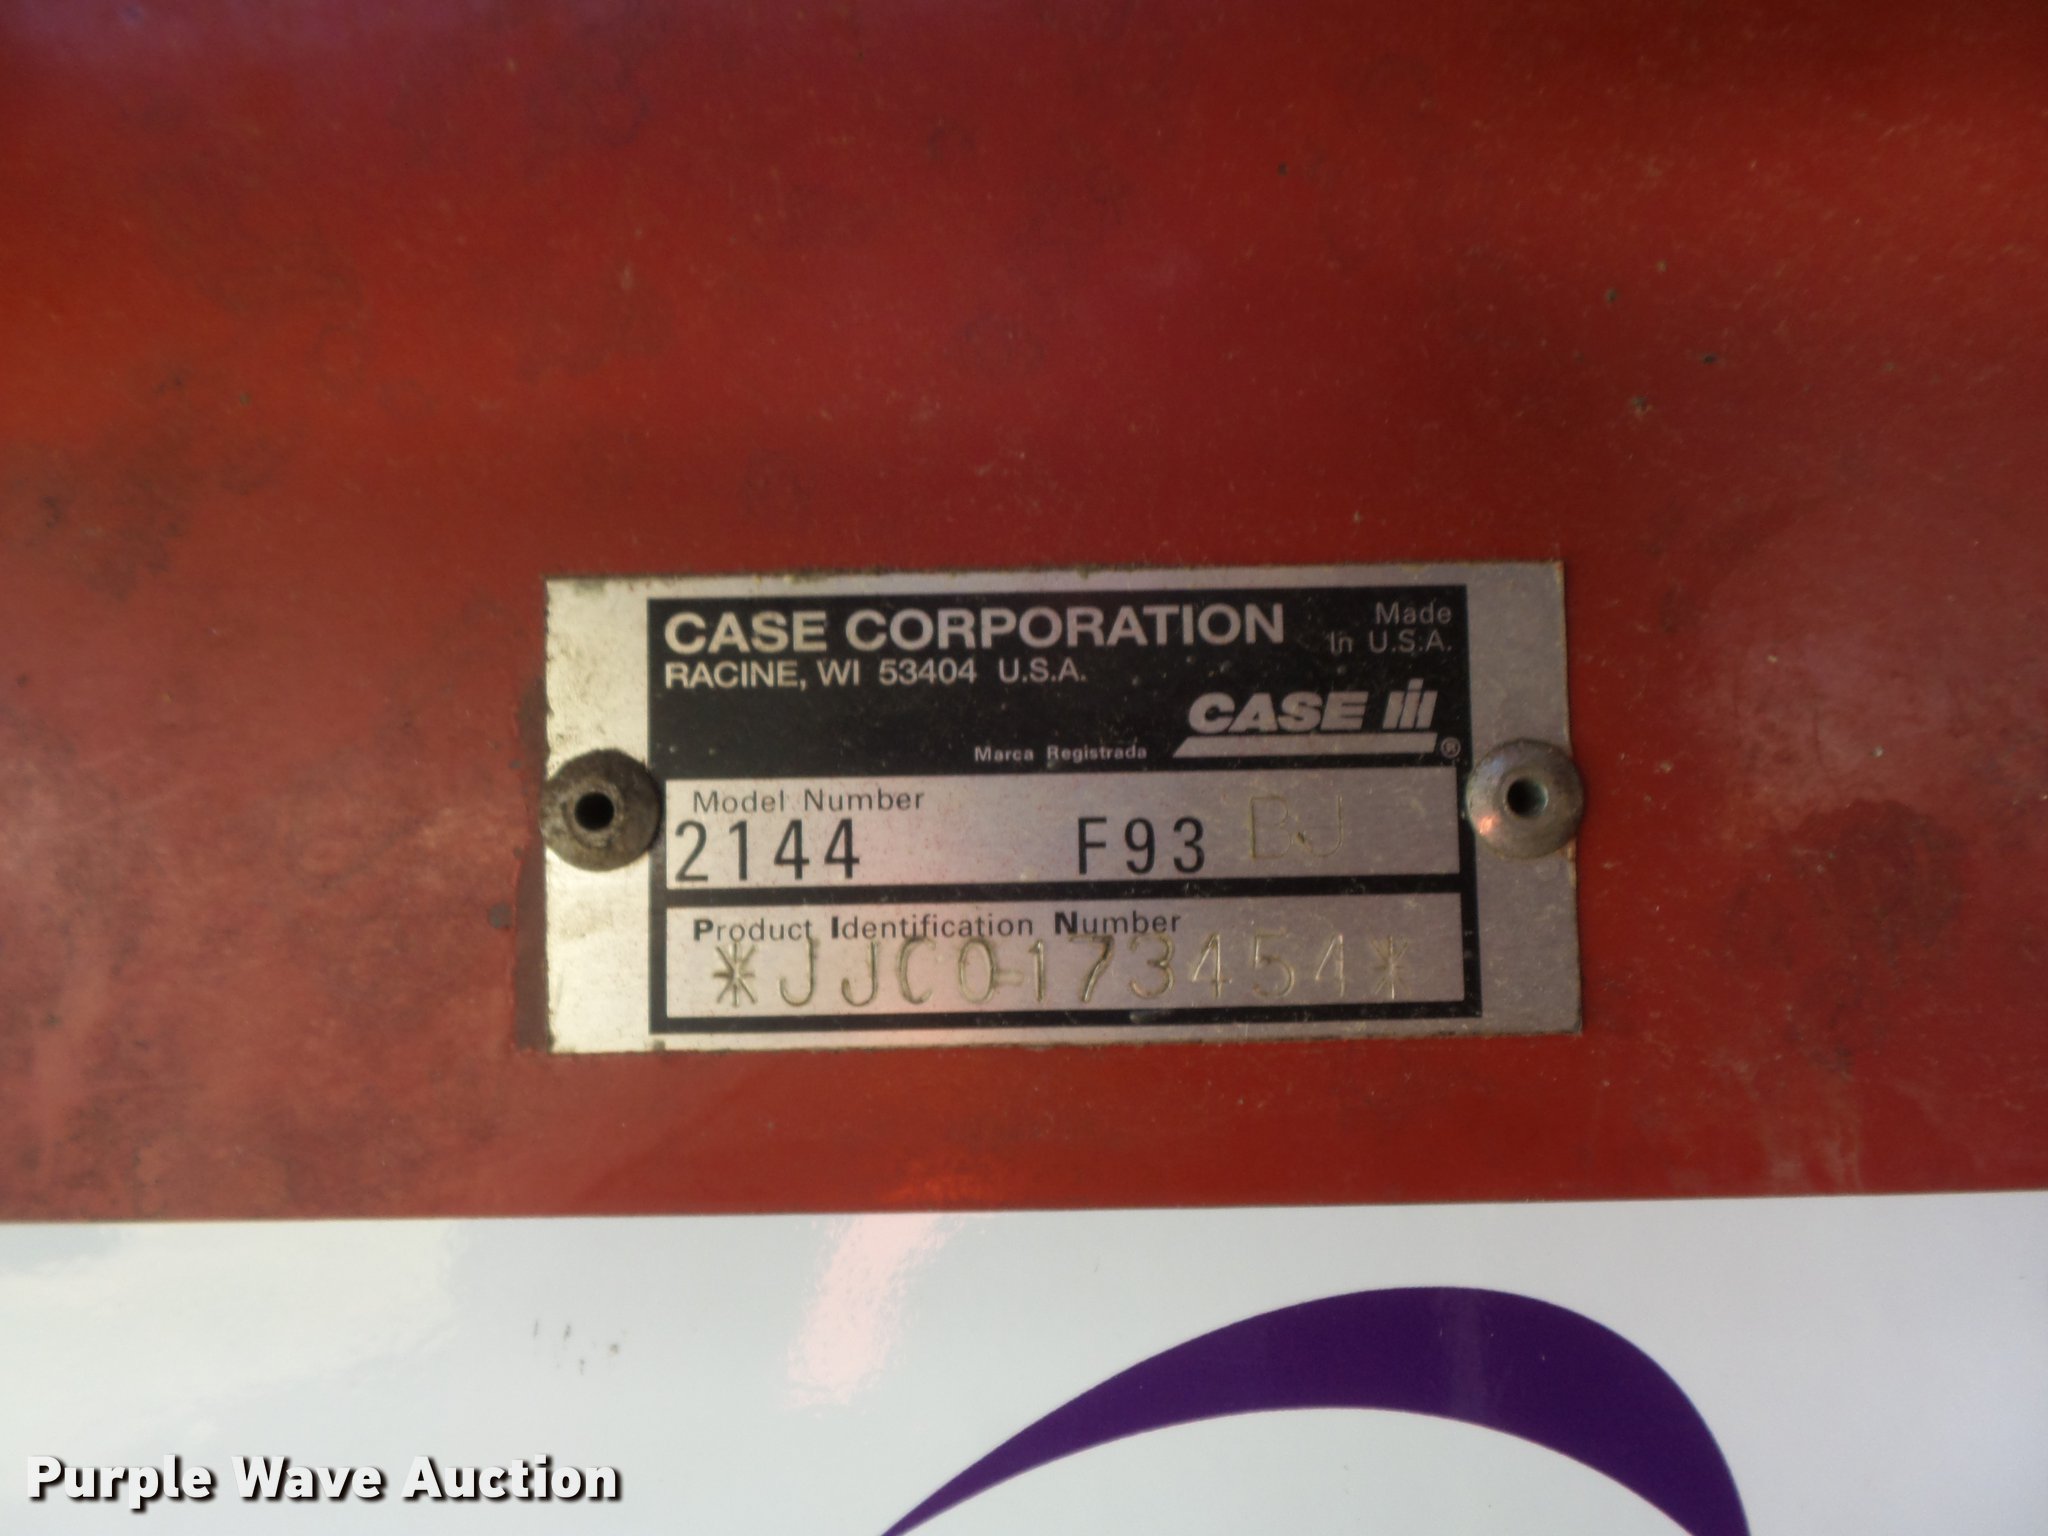 CASE CORPORATION
Made
In U.S.A.
RACINE, WI 53404 U.S.A.
CASE IH
Marca Registrada ®
Model Number
2144 F93 BJ
Product Identification Number
*JJC0173454*
Purple Wave Auction